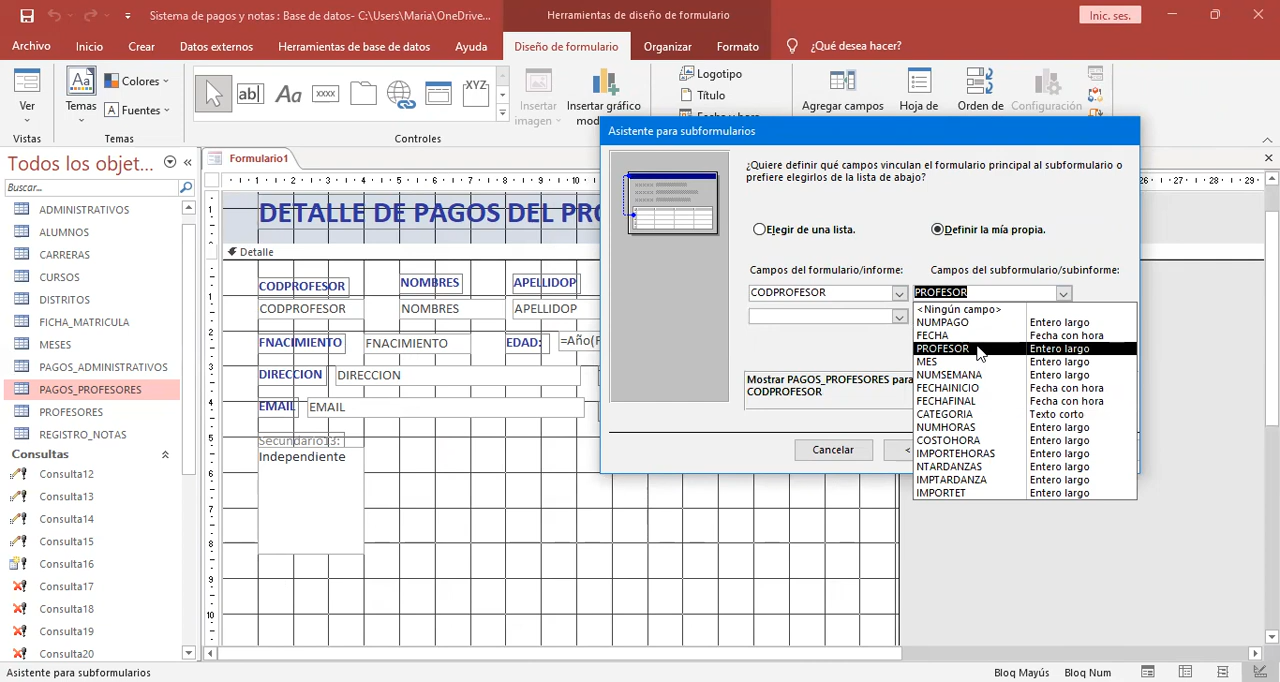 Sistema de pagos y notas : Base de datos- C:\Users\Maria\OneDrive...
Herramientas de diseño de formulario
Inic. ses.
Archivo
Inicio
Crear
Datos externos
Herramientas de base de datos
Ayuda
Diseño de formulario
Organizar
Formato
¿Qué desea hacer?
Ver
Vistas
Aa
Temas
Colores
Fuentes
Temas
ab|
Aa
xxxx
XYZ
Controles
Insertar
imagen
Insertar gráfico
Logotipo
Título
Agregar campos
Hoja de
Orden de
Configuración
Todos los objet...
Buscar...
ADMINISTRATIVOS
ALUMNOS
CARRERAS
CURSOS
DISTRITOS
FICHA_MATRICULA
MESES
PAGOS_ADMINISTRATIVOS
PAGOS_PROFESORES
PROFESORES
REGISTRO_NOTAS
Consultas
Consulta12
Consulta13
Consulta14
Consulta15
Consulta16
Consulta17
Consulta18
Consulta19
Consulta20
Formulario1
DETALLE DE PAGOS DEL PRO
Detalle
CODPROFESOR
NOMBRES
APELLIDOP
CODPROFESOR
NOMBRES
APELLIDOP
FNACIMIENTO
FNACIMIENTO
EDAD:
=Año(F
DIRECCION
DIRECCION
EMAIL
EMAIL
Secundario13:
Independiente
Asistente para subformularios
¿Quiere definir qué campos vinculan el formulario principal al subformulario o
prefiere elegirlos de la lista de abajo?
Elegir de una lista.
Definir la mía propia.
Campos del formulario/informe:
Campos del subformulario/subinforme:
CODPROFESOR
PROFESOR
<Ningún campo>
NUMPAGO Entero largo
FECHA Fecha con hora
PROFESOR Entero largo
MES Entero largo
NUMSEMANA Entero largo
FECHAINICIO Fecha con hora
FECHAFINAL Fecha con hora
CATEGORIA Texto corto
NUMHORAS Entero largo
COSTOHORA Entero largo
IMPORTEHORAS Entero largo
NTARDANZAS Entero largo
IMPTARDANZA Entero largo
IMPORTET Entero largo
Mostrar PAGOS_PROFESORES para
CODPROFESOR
Cancelar
<
Asistente para subformularios
Bloq Mayús
Bloq Num